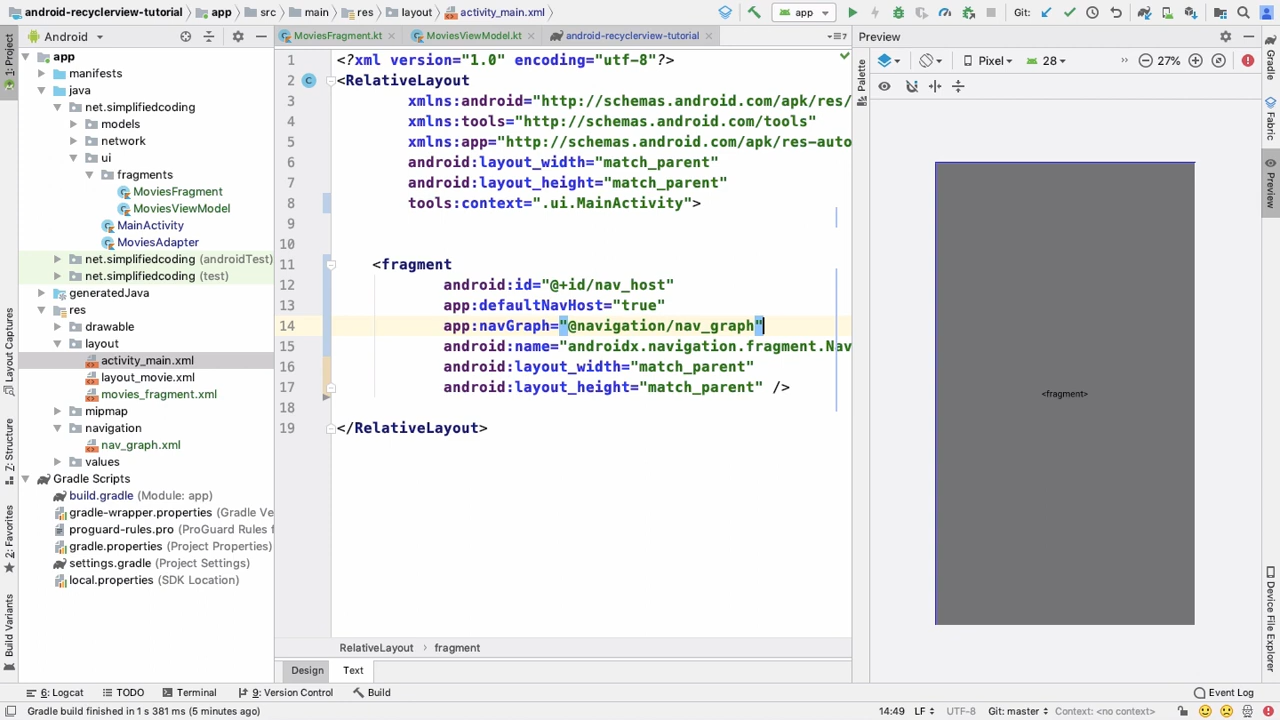 android-recyclerview-tutorial
app
src
main
res
layout
activity_main.xml
app
Git:
1: Project
Layout Captures
Z: Structure
2: Favorites
Build Variants
Android
app
manifests
java
net.simplifiedcoding
models
network
ui
fragments
MoviesFragment
MoviesViewModel
MainActivity
MoviesAdapter
net.simplifiedcoding (androidTest)
net.simplifiedcoding (test)
generatedJava
res
drawable
layout
activity_main.xml
layout_movie.xml
movies_fragment.xml
mipmap
navigation
nav_graph.xml
values
Gradle Scripts
build.gradle (Module: app)
gradle-wrapper.properties (Gradle Ve
proguard-rules.pro (ProGuard Rules f
gradle.properties (Project Properties)
settings.gradle (Project Settings)
local.properties (SDK Location)
MoviesFragment.kt
MoviesViewModel.kt
android-recyclerview-tutorial
1 <?xml version="1.0" encoding="utf-8"?>
2 <RelativeLayout
3 xmlns:android="http://schemas.android.com/apk/res/
4 xmlns:tools="http://schemas.android.com/tools"
5 xmlns:app="http://schemas.android.com/apk/res-auto
6 android:layout_width="match_parent"
7 android:layout_height="match_parent"
8 tools:context=".ui.MainActivity">
9
10
11 <fragment
12 android:id="@+id/nav_host"
13 app:defaultNavHost="true"
14 app:navGraph="@navigation/nav_graph"
15 android:name="androidx.navigation.fragment.Nav
16 android:layout_width="match_parent"
17 android:layout_height="match_parent" />
18
19 </RelativeLayout>
RelativeLayout › fragment
Design
Text
Preview
Palette
Pixel
28
27%
<fragment>
Gradle
Fabric
Preview
Device File Explorer
6: Logcat
TODO
Terminal
9: Version Control
Build
Event Log
Gradle build finished in 1 s 381 ms (5 minutes ago)
14:49
LF
UTF-8
Git: master
Context: <no context>